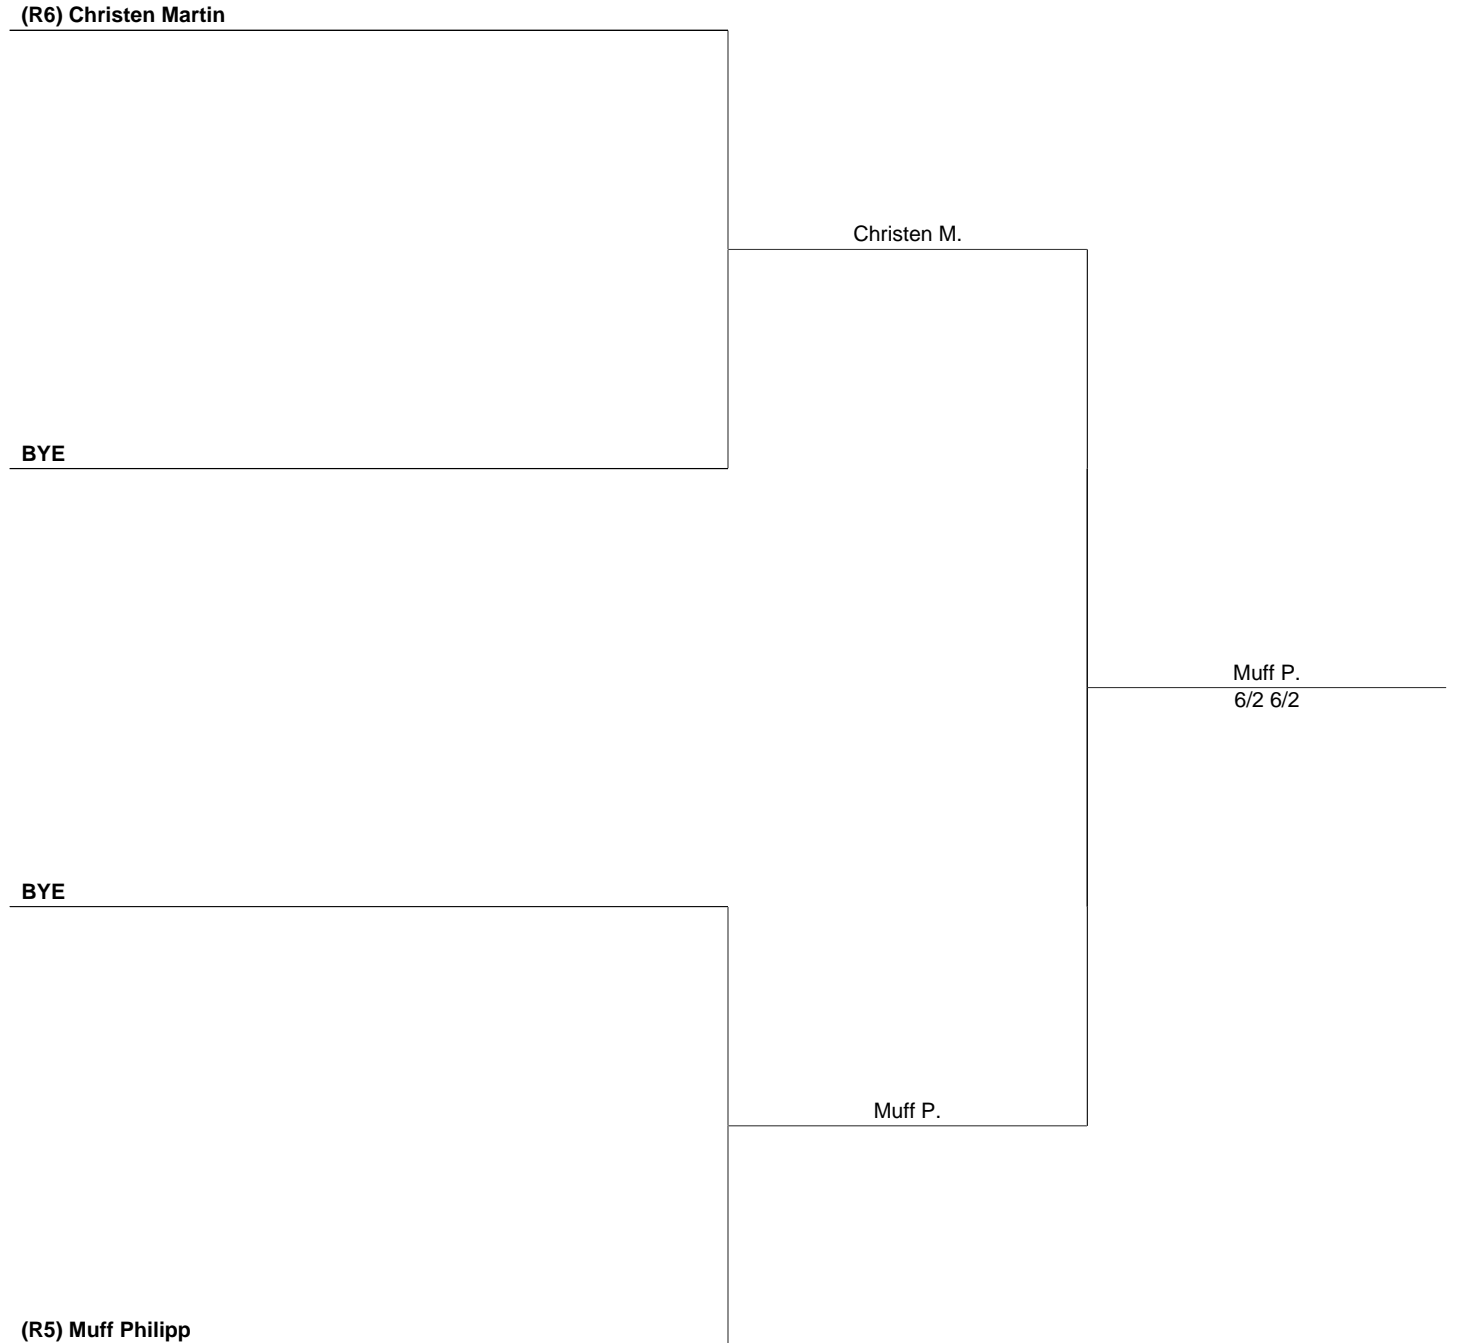 (R6) Christen Martin
Christen M.
BYE
Muff P.
6/2 6/2
BYE
Muff P.
(R5) Muff Philipp